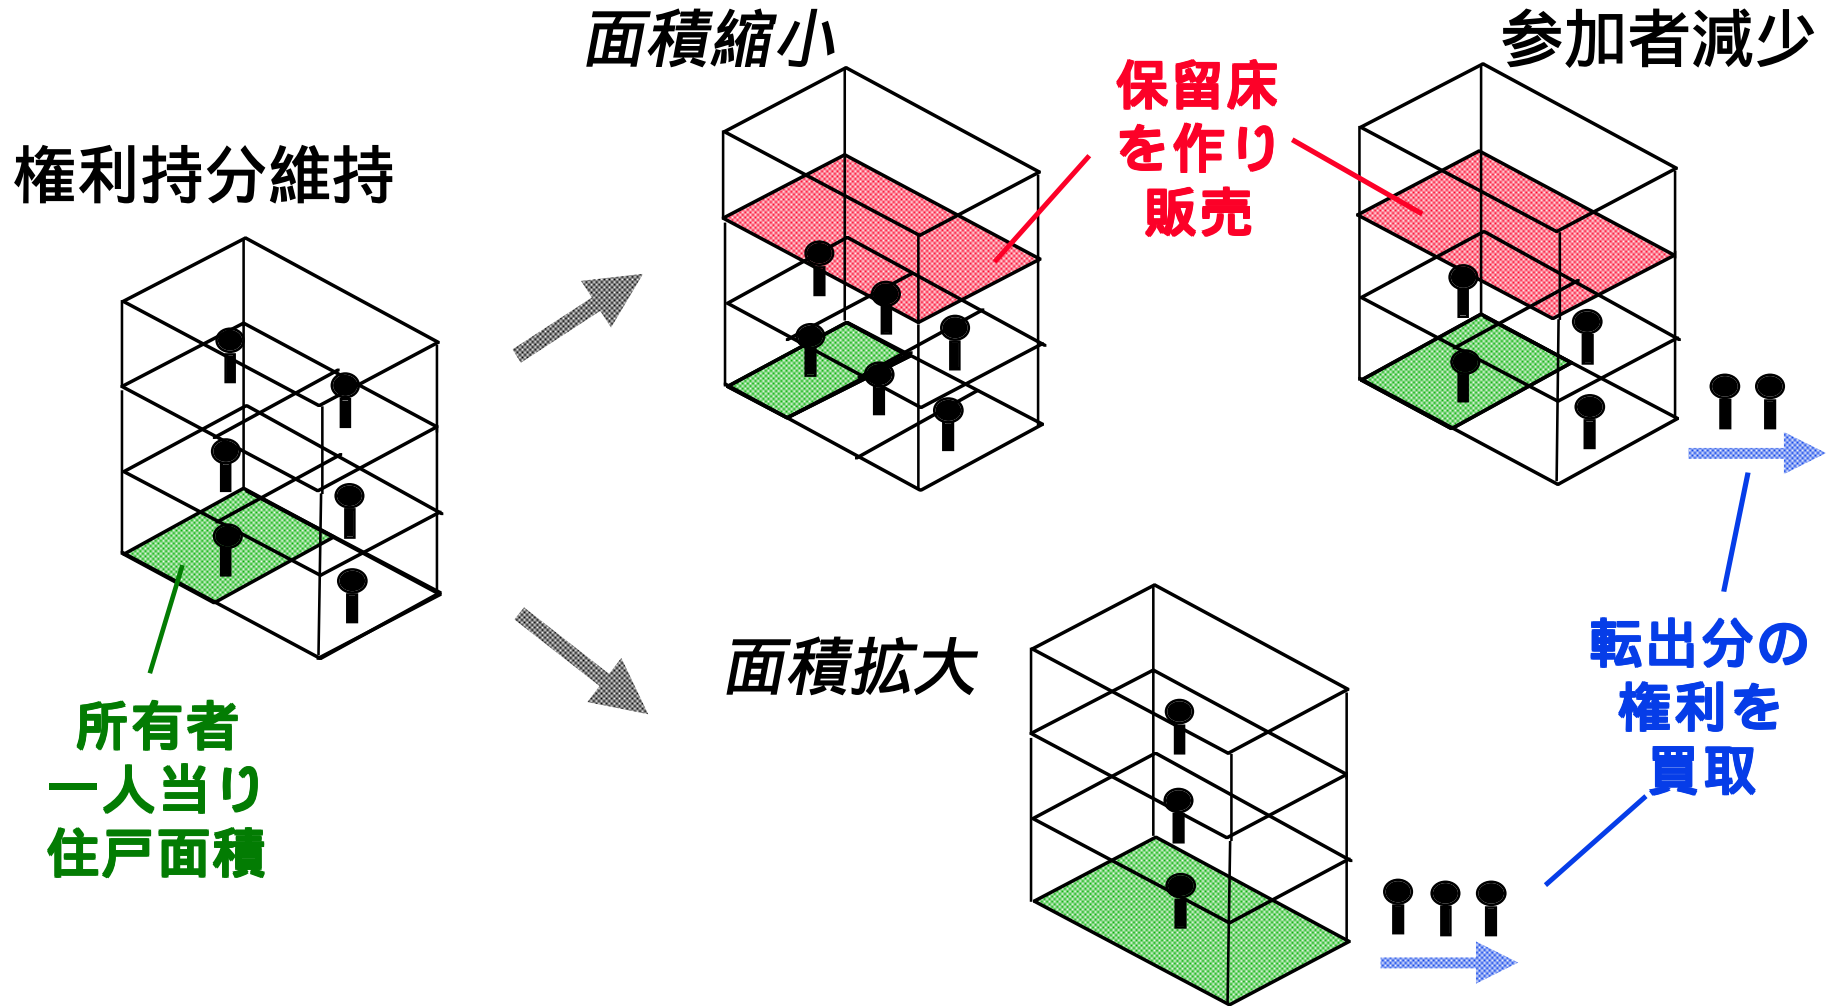 面積縮小
参加者減少
保留床
を作り
販売
権利持分維持
面積拡大
転出分の
権利を
買取
所有者
一人当り
住戸面積